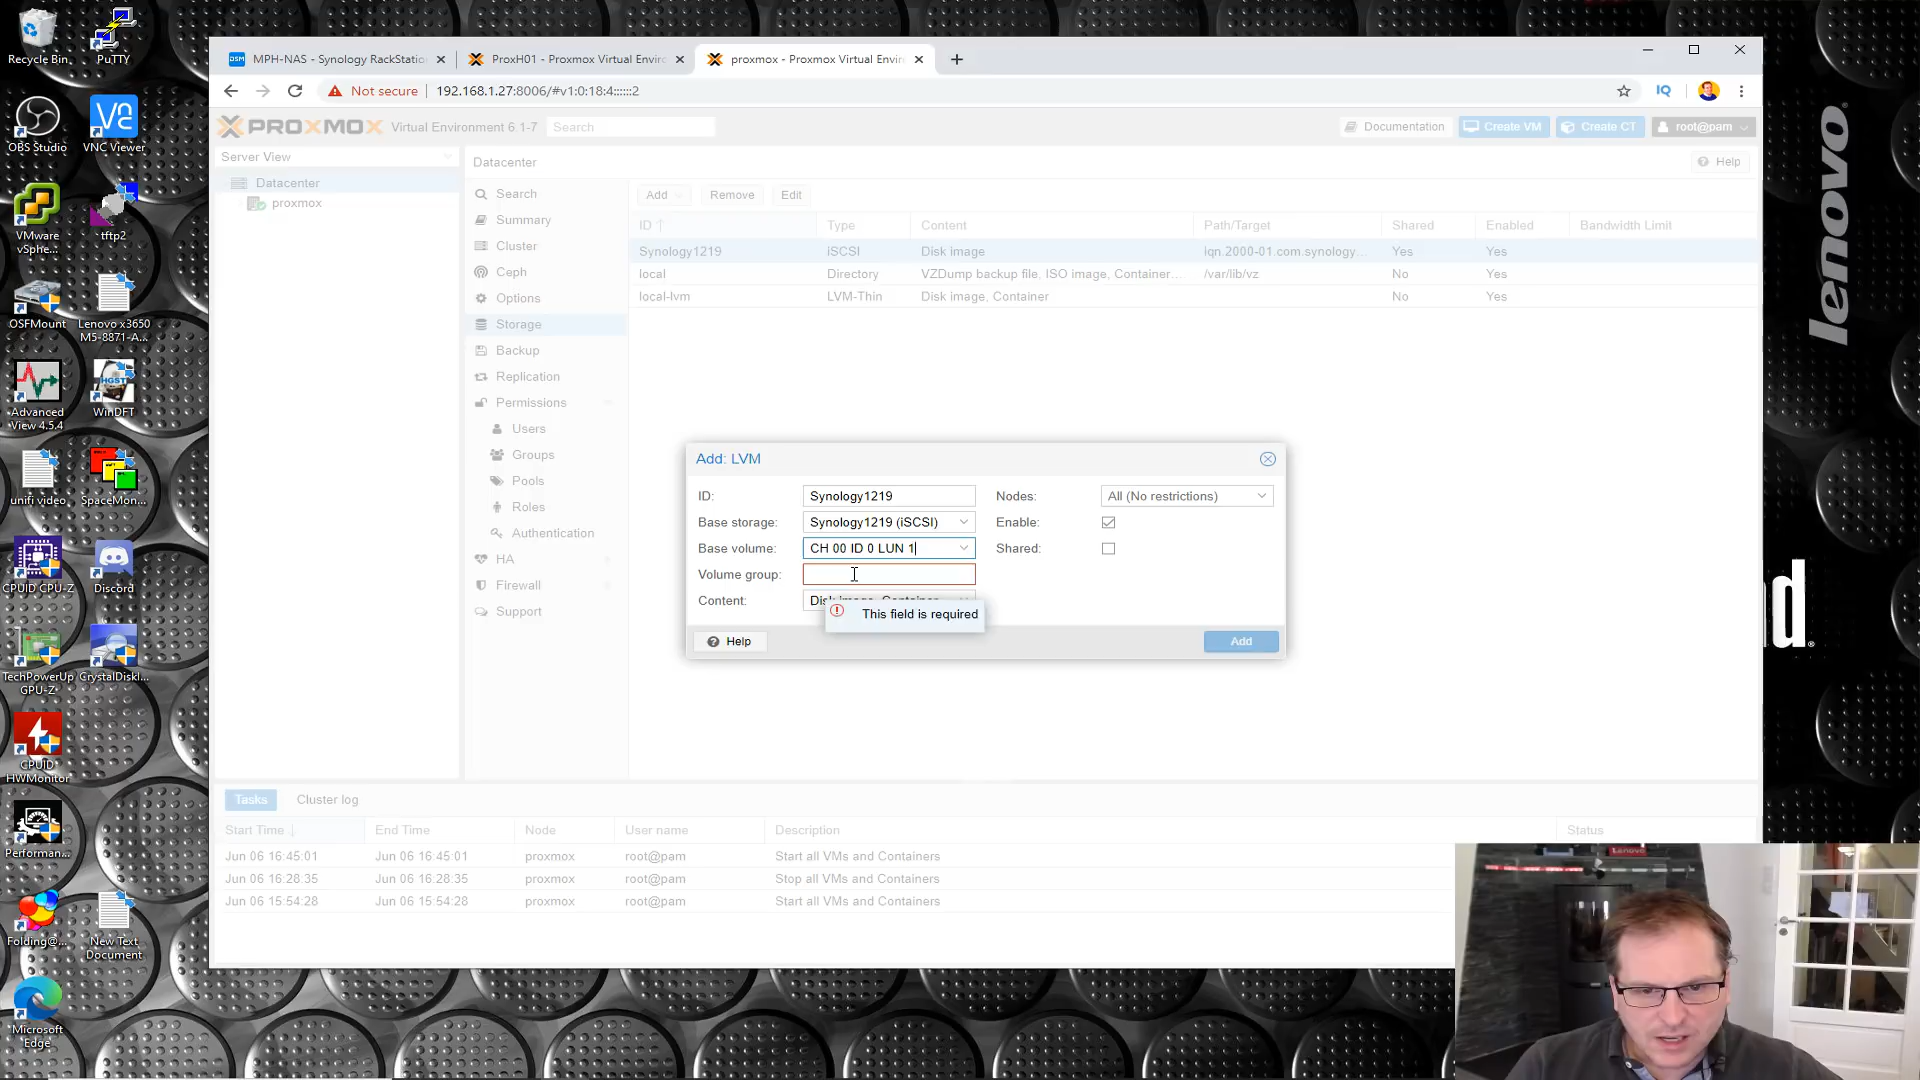 Recycle Bin
PuTTY
OBS Studio
VNC Viewer
VMware vSphe...
tftp2
OSFMount
Lenovo x3650 M5-8871-A...
Advanced View 4.5.4
WinDFT
unifi video
SpaceMon...
CPUID CPU-Z
Discord
TechPowerUp GPU-Z
CrystalDiskI...
CPUID HWMonitor
Performan...
Folding@...
New Text Document
Microsoft Edge
MPH-NAS - Synology RackStatio
ProxH01 - Proxmox Virtual Enviro
proxmox - Proxmox Virtual Enviro
Not secure
192.168.1.27:8006/#v1:0:18:4::::::2
IQ
PROXMOX Virtual Environment 6.1-7
Search
Documentation
Create VM
Create CT
root@pam
Server View
Datacenter
proxmox
Datacenter
Help
Search
Summary
Cluster
Ceph
Options
Storage
Backup
Replication
Permissions
Users
Groups
Pools
Roles
Authentication
HA
Firewall
Support
Add Remove Edit
ID ↑ Type Content Path/Target Shared Enabled Bandwidth Limit
Synology1219 iSCSI Disk image iqn.2000-01.com.synology... Yes Yes
local Directory VZDump backup file, ISO image, Container... /var/lib/vz No Yes
local-lvm LVM-Thin Disk image, Container No Yes
Add: LVM
ID: Synology1219
Nodes: All (No restrictions)
Base storage: Synology1219 (iSCSI)
Enable:
Base volume: CH 00 ID 0 LUN 1
Shared:
Volume group:
Content: Disk image, Container
This field is required
Help
Add
Tasks
Cluster log
Start Time ↓ End Time Node User name Description Status
Jun 06 16:45:01 Jun 06 16:45:01 proxmox root@pam Start all VMs and Containers
Jun 06 16:28:35 Jun 06 16:28:35 proxmox root@pam Stop all VMs and Containers
Jun 06 15:54:28 Jun 06 15:54:28 proxmox root@pam Start all VMs and Containers
lenovo
Lenovo